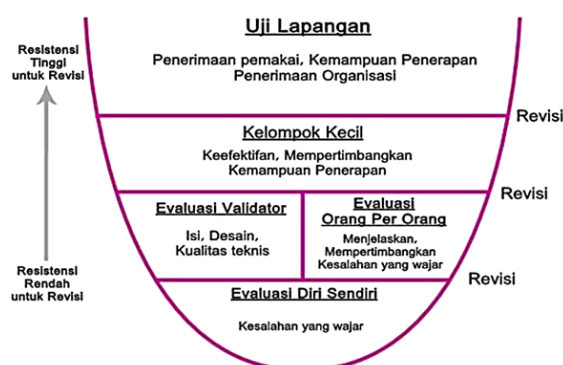 Uji Lapangan
Resistensi
Tinggi
untuk Revisi
Penerimaan pemakai, Kemampuan Penerapan
Penerimaan Organisasi
Revisi
Kelompok Kecil
Keefektifan, Mempertimbangkan
Kemampuan Penerapan
Revisi
Evaluasi Validator
Isi, Desain,
Kualitas teknis
Evaluasi
Orang Per Orang
Menjelaskan,
Mempertimbangkan
Kesalahan yang wajar
Revisi
Resistensi
Rendah
untuk Revisi
Evaluasi Diri Sendiri
Kesalahan yang wajar